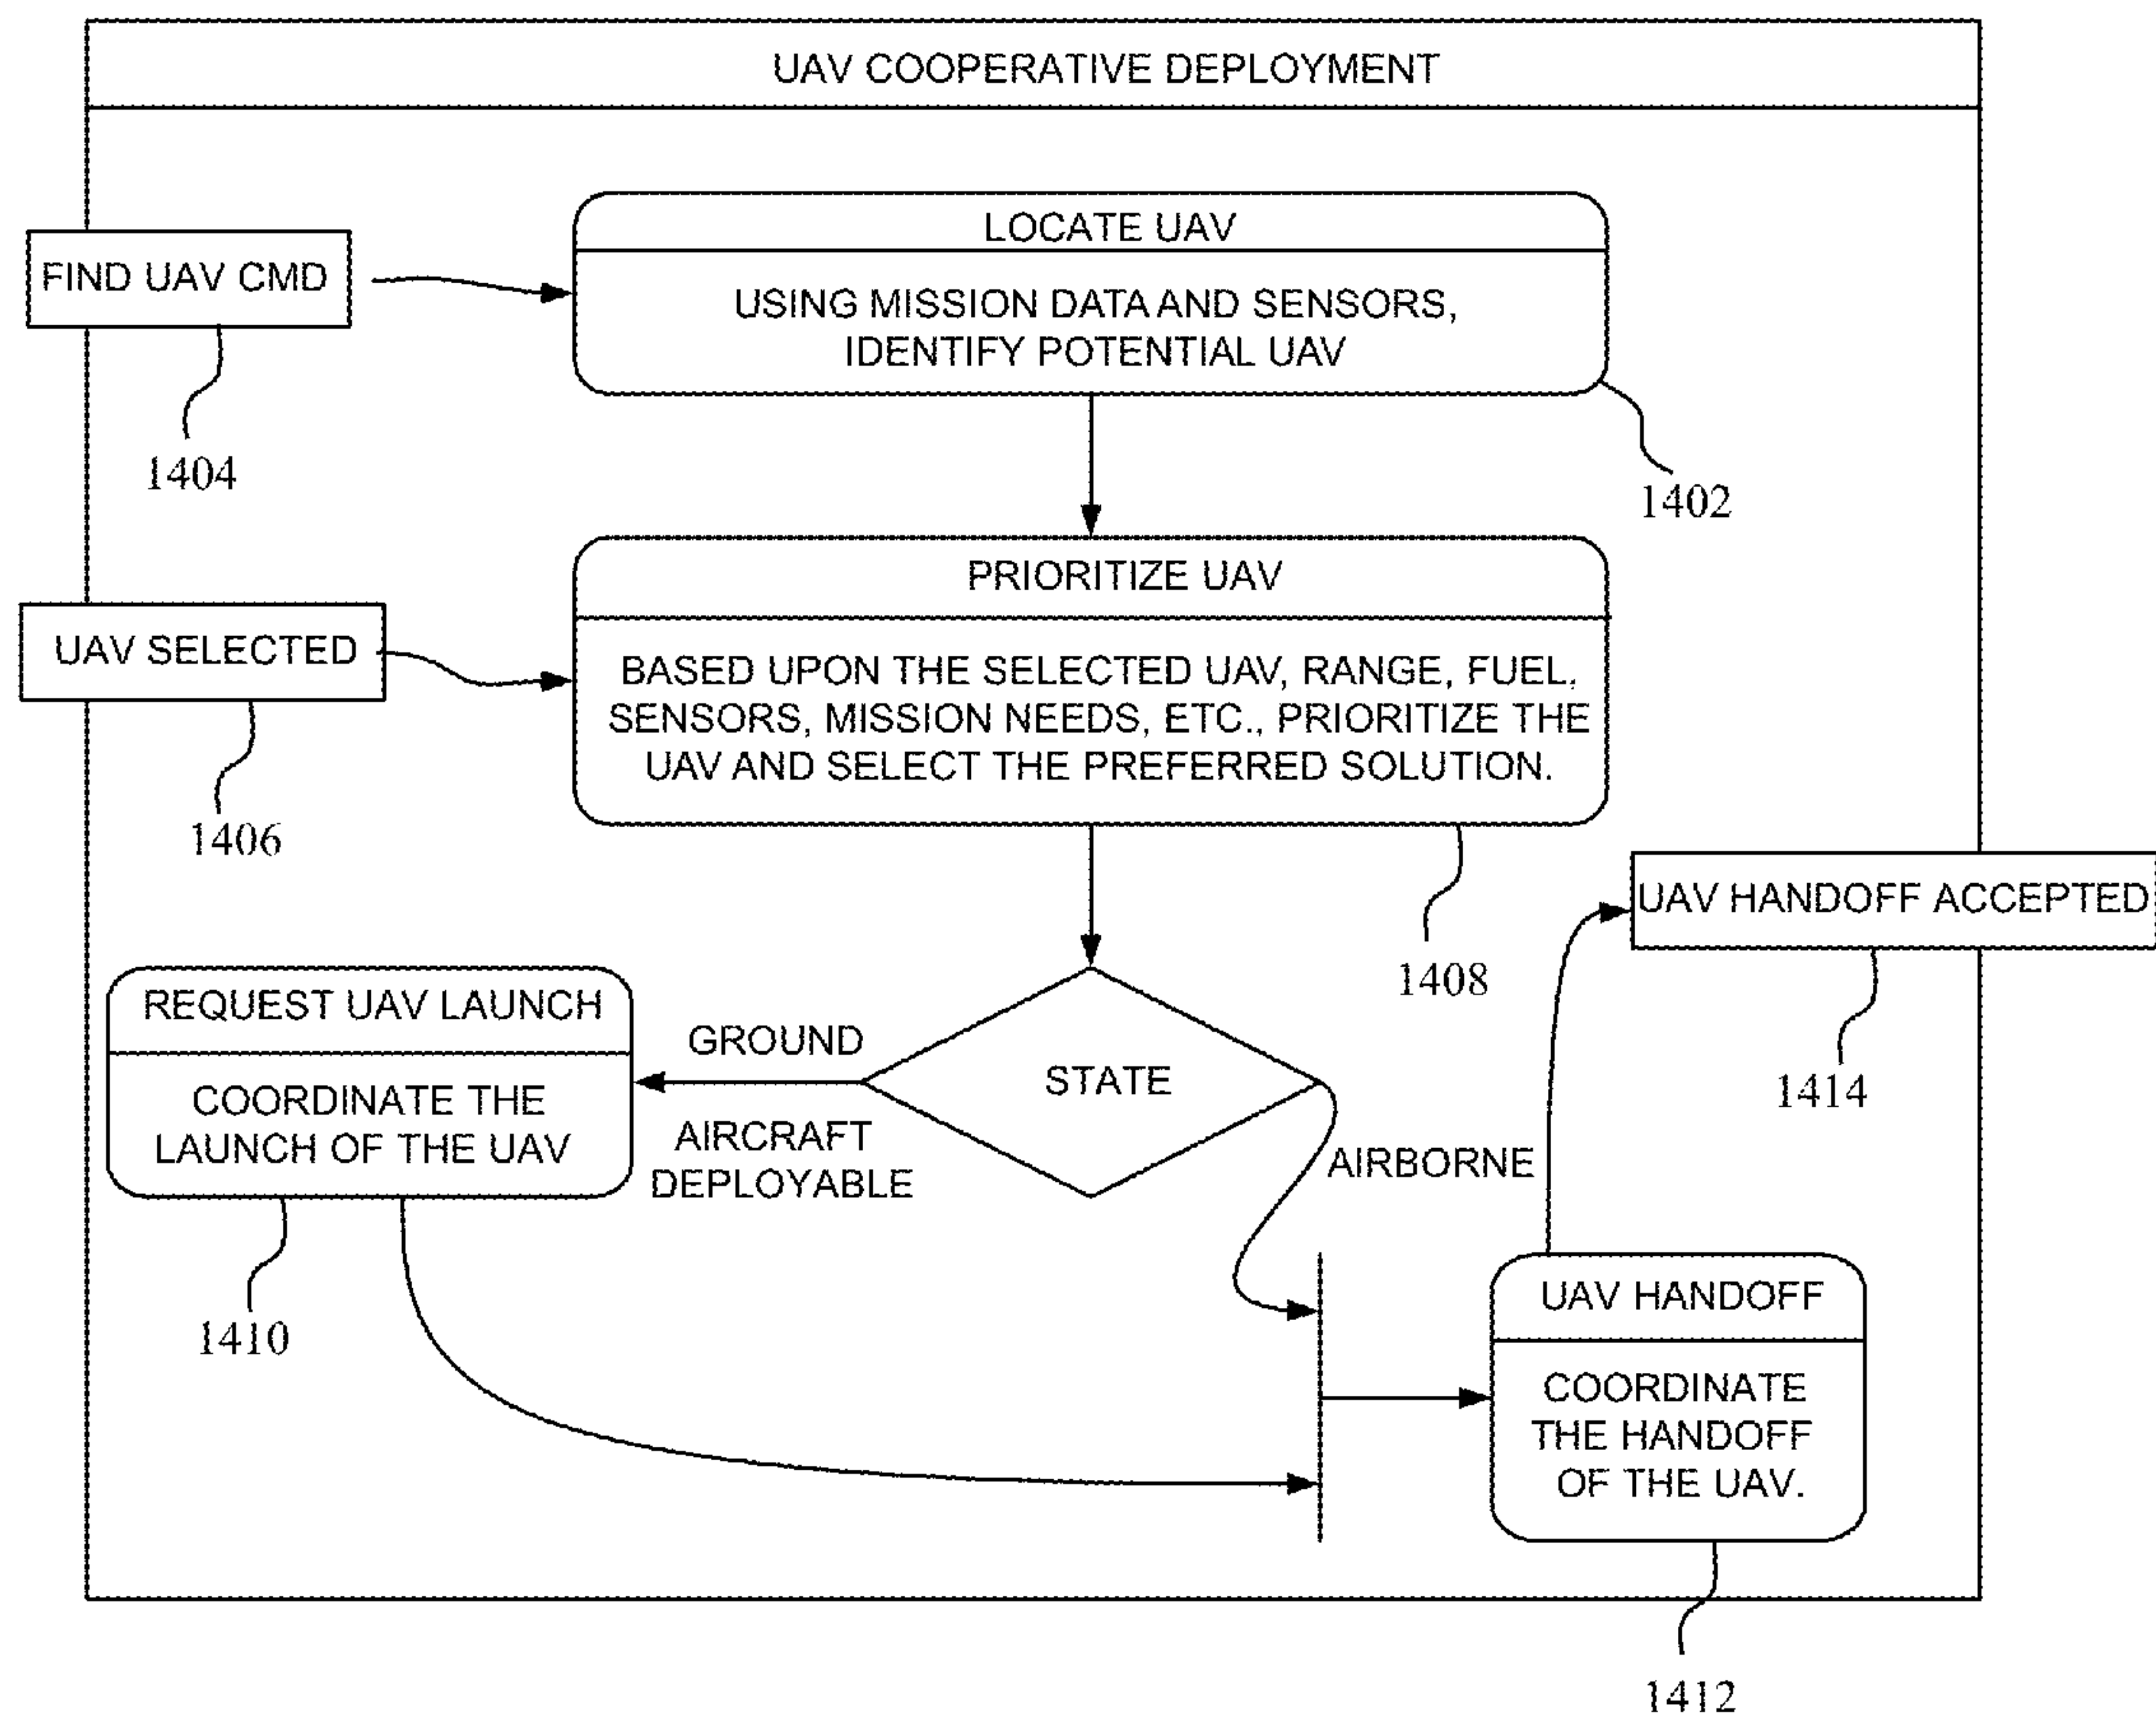 UAV COOPERATIVE DEPLOYMENT
FIND UAV CMD
1404
LOCATE UAV
USING MISSION DATA AND SENSORS,
IDENTIFY POTENTIAL UAV
1402
UAV SELECTED
1406
PRIORITIZE UAV
BASED UPON THE SELECTED UAV, RANGE, FUEL,
SENSORS, MISSION NEEDS, ETC., PRIORITIZE THE
UAV AND SELECT THE PREFERRED SOLUTION.
1408
UAV HANDOFF ACCEPTED
1414
REQUEST UAV LAUNCH
COORDINATE THE
LAUNCH OF THE UAV
1410
GROUND
AIRCRAFT
DEPLOYABLE
STATE
AIRBORNE
UAV HANDOFF
COORDINATE
THE HANDOFF
OF THE UAV.
1412